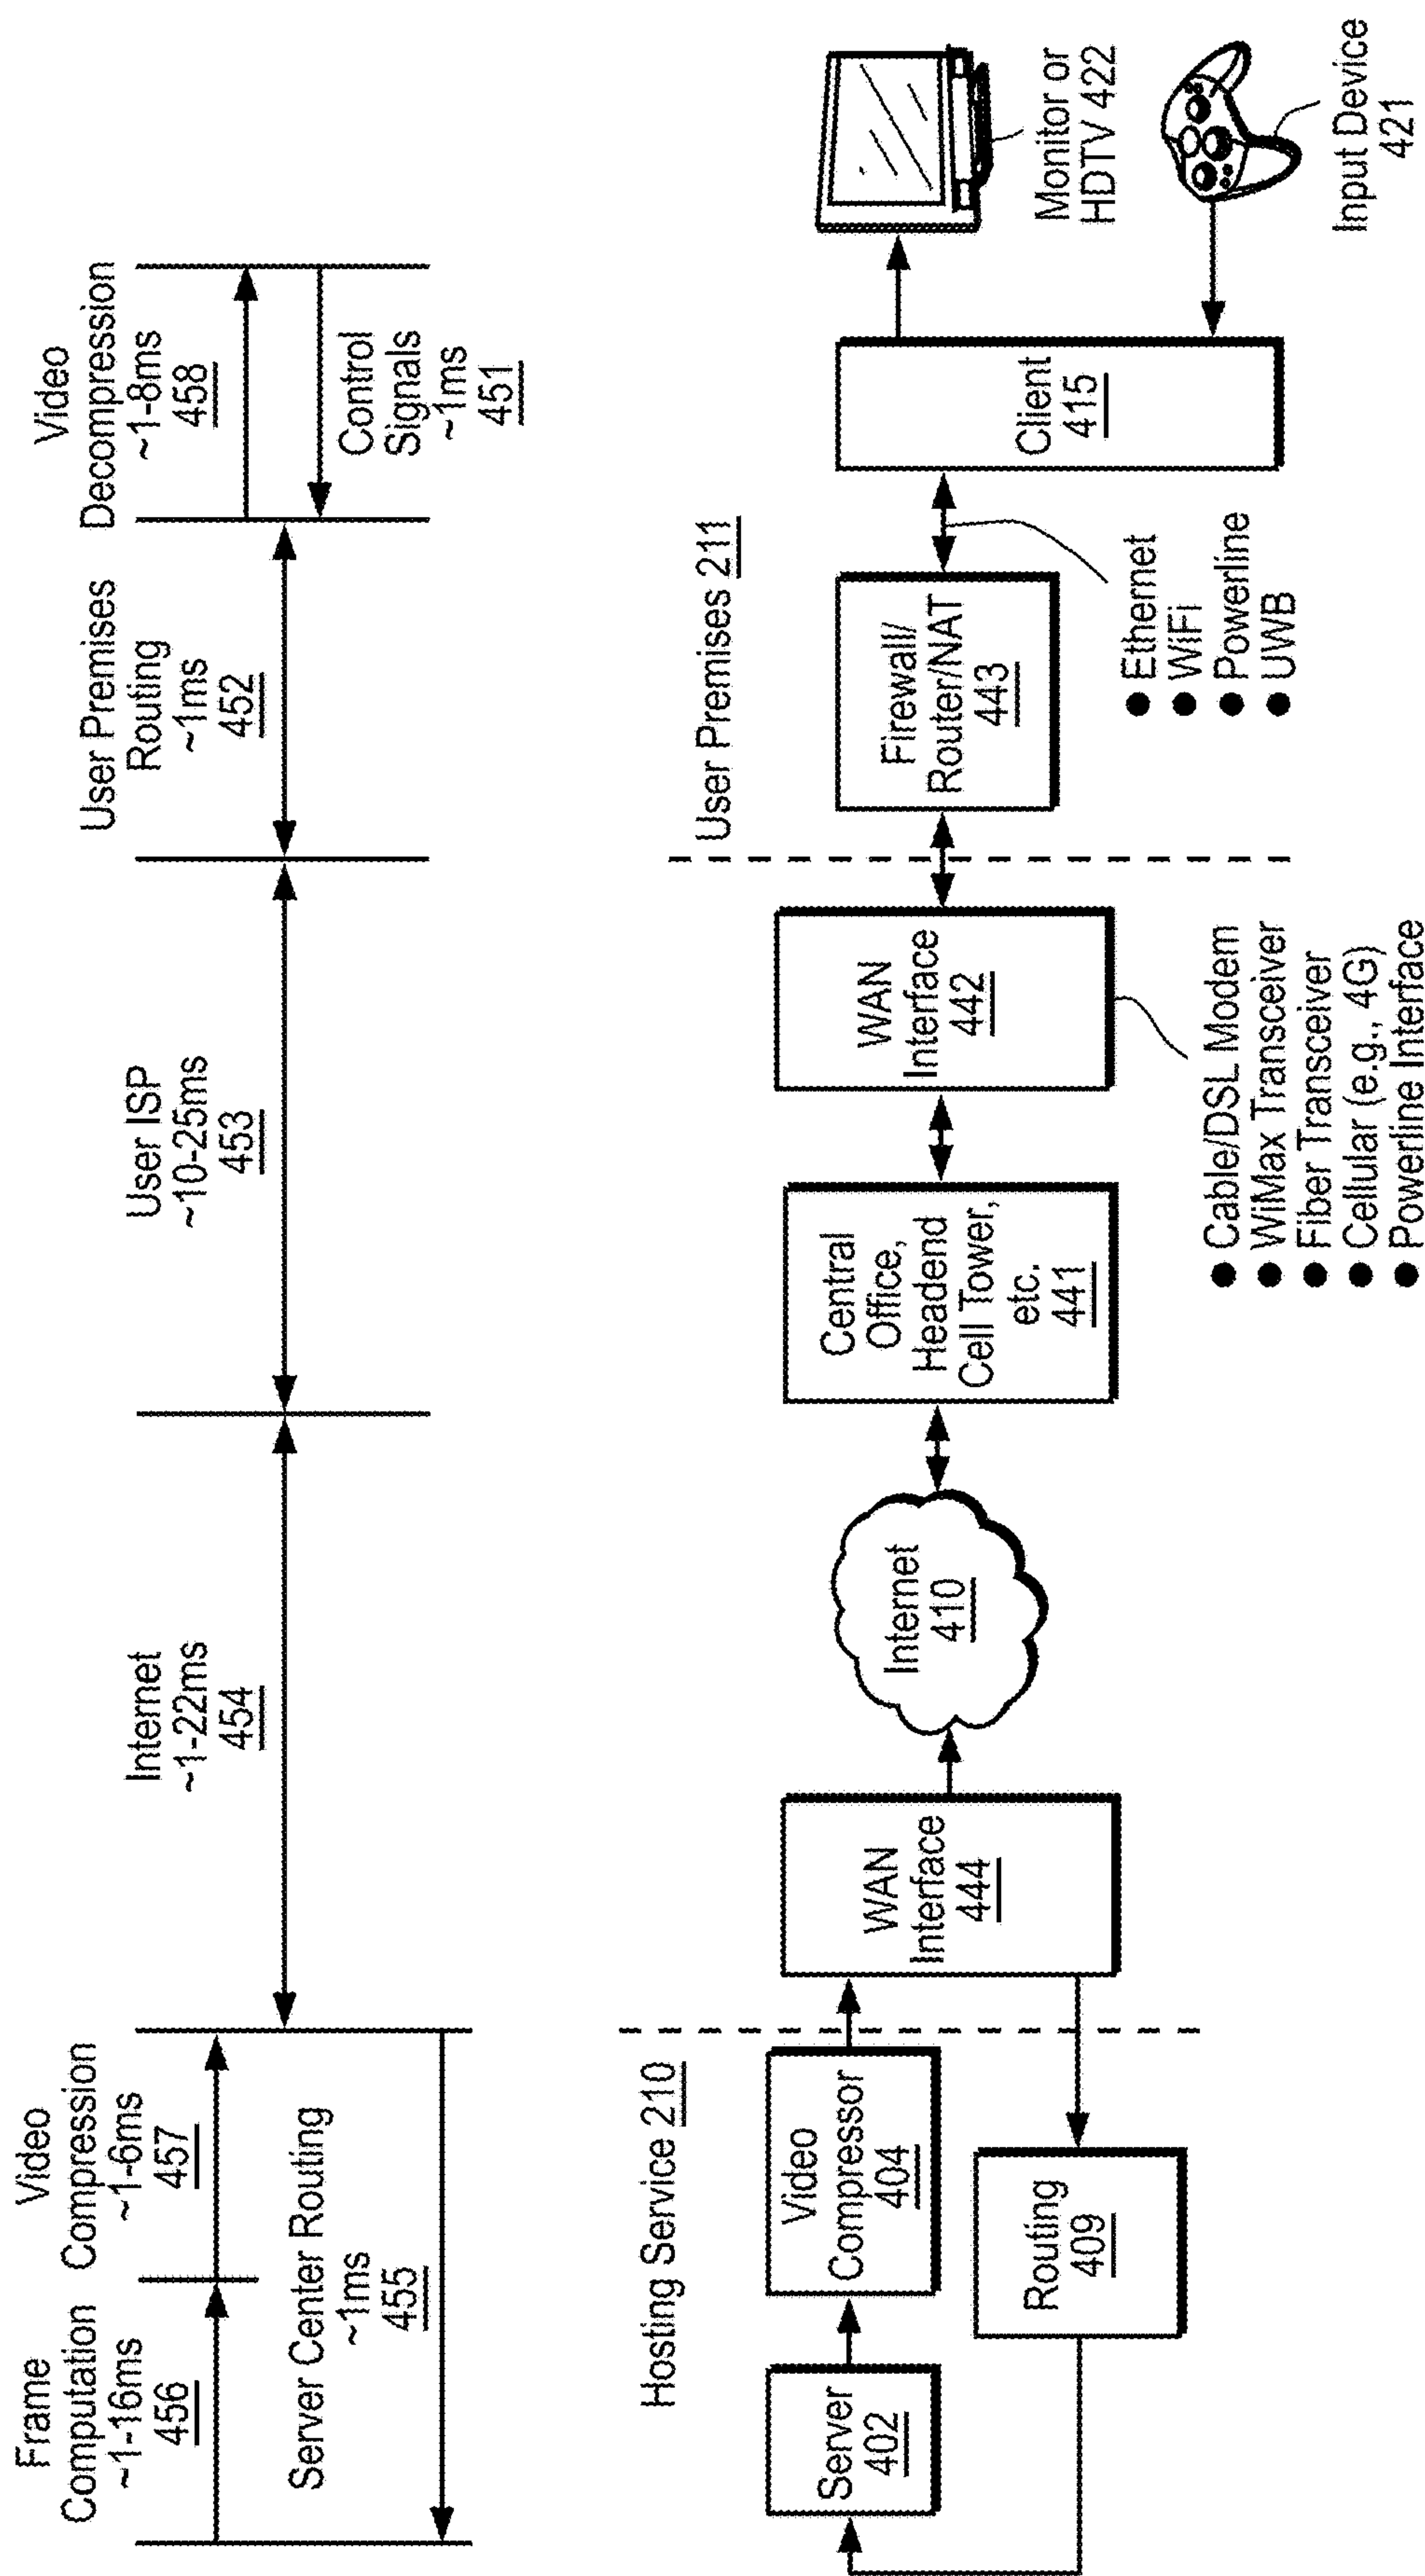 Frame
Computation
~1-16ms
456
Video
Compression
~1-6ms
457
Server Center Routing
~1ms
455
Internet
~1-22ms
454
User ISP
~10-25ms
453
User Premises
Routing
~1ms
452
Video
Decompression
~1-8ms
458
Control
Signals
~1ms
451
Hosting Service 210
Server
402
Video
Compressor
404
Routing
409
WAN
Interface
444
Internet
410
Central
Office,
Headend
Cell Tower,
etc.
441
WAN
Interface
442
● Cable/DSL Modem
● WiMax Transceiver
● Fiber Transceiver
● Cellular (e.g., 4G)
● Powerline Interface
User Premises 211
Firewall/
Router/NAT
443
● Ethernet
● WiFi
● Powerline
● UWB
Client
415
Monitor or
HDTV 422
Input Device
421